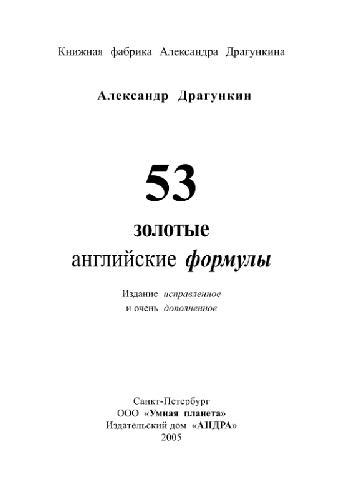 Книжная фабрика Александра Драгункина
Александр Драгункин
53
золотые
английские формулы
Издание исправленное
и очень дополненное
Санкт-Петербург
ООО «Умная планета»
Издательский дом «АНДРА»
2005